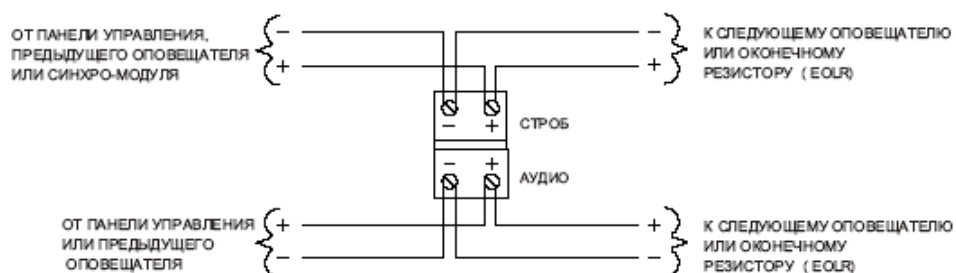 ОТ ПАНЕЛИ УПРАВЛЕНИЯ,
ПРЕДЫДУЩЕГО ОПОВЕЩАТЕЛЯ
ИЛИ СИНХРО-МОДУЛЯ
−
+
−
+
К СЛЕДУЮЩЕМУ ОПОВЕЩАТЕЛЮ
ИЛИ ОКОНЕЧНОМУ
РЕЗИСТОРУ ( EOLR)
− +
СТРОБ
− +
АУДИО
ОТ ПАНЕЛИ УПРАВЛЕНИЯ
ИЛИ ПРЕДЫДУЩЕГО
ОПОВЕЩАТЕЛЯ
+
−
+
−
К СЛЕДУЮЩЕМУ ОПОВЕЩАТЕЛЮ
ИЛИ ОКОНЕЧНОМУ
РЕЗИСТОРУ ( EOLR)